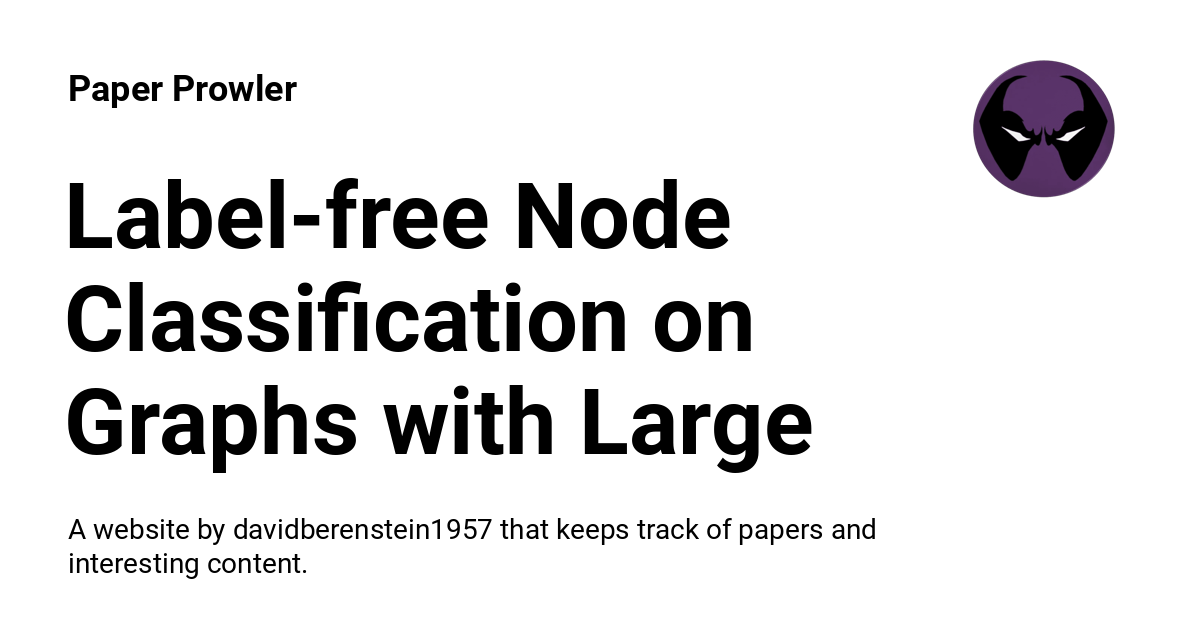 Paper Prowler
Label-free Node
Classification on
Graphs with Large
A website by davidberenstein1957 that keeps track of papers and
interesting content.